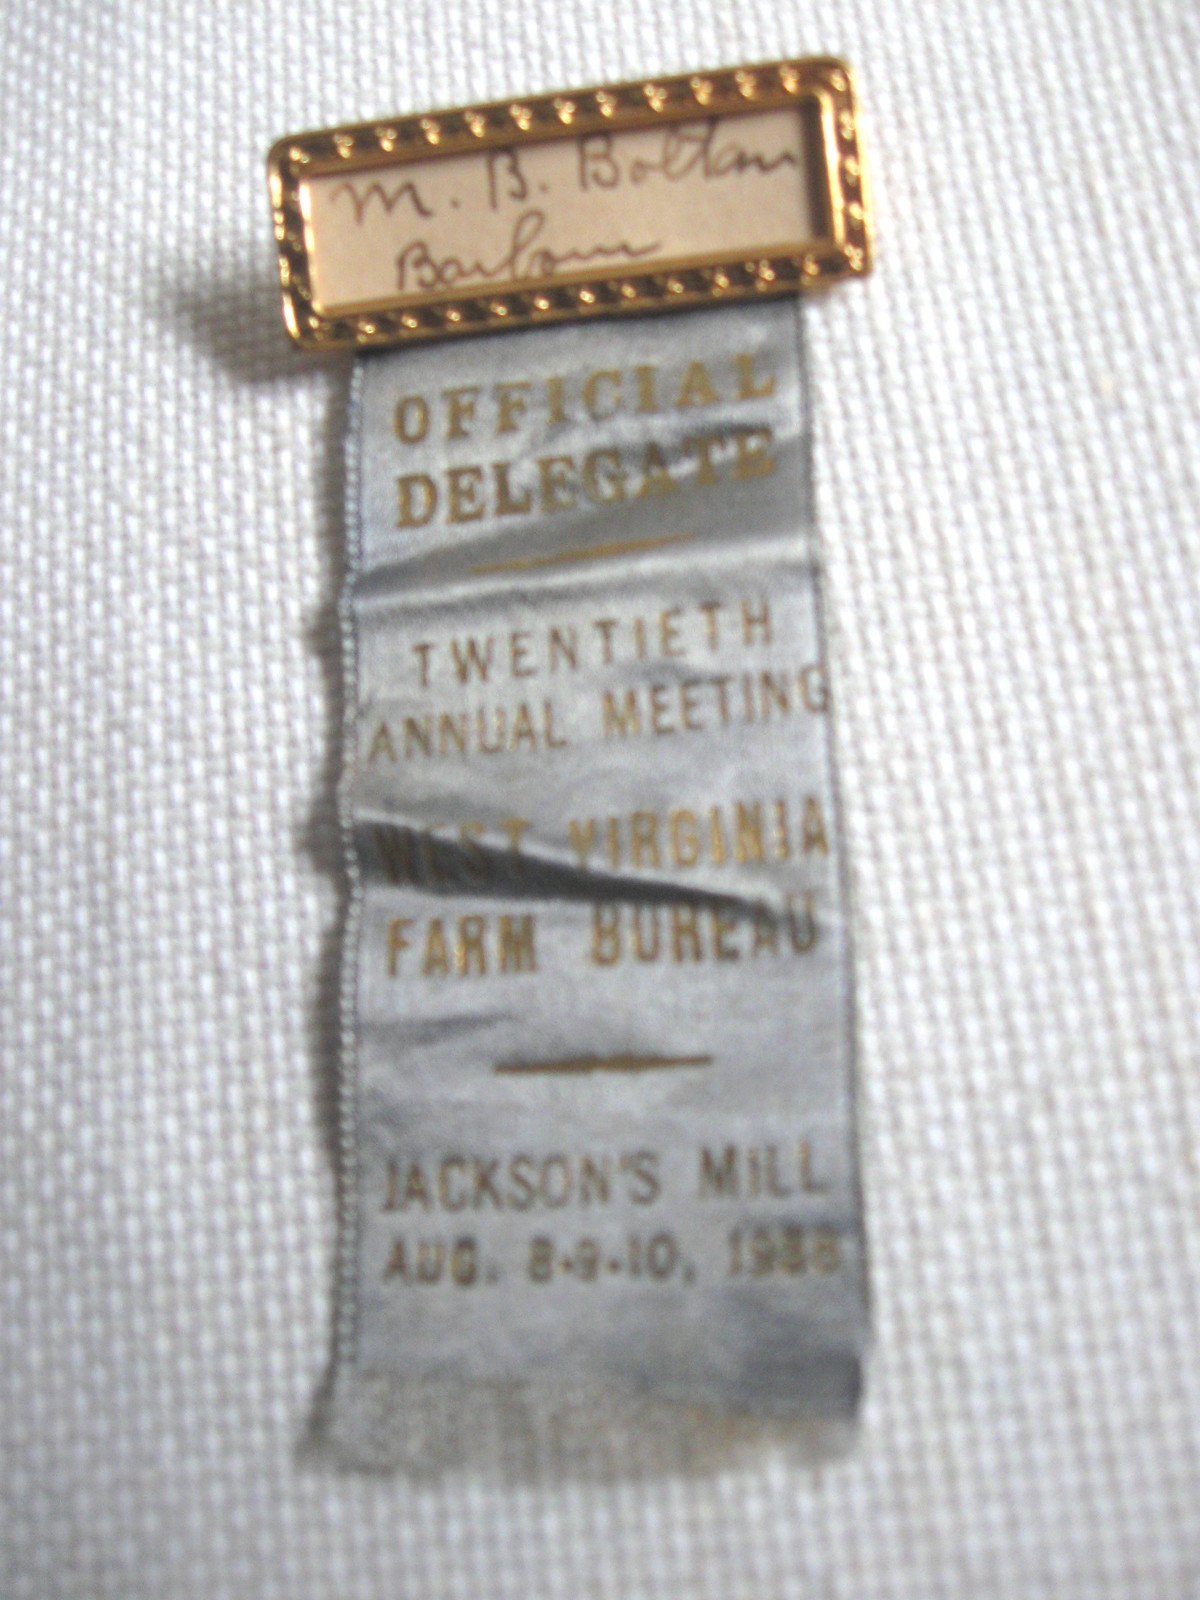 M. B. Bolton
Barbour
OFFICIAL
DELEGATE
TWENTIETH
ANNUAL MEETING
WEST VIRGINIA
FARM BUREAU
JACKSON'S MILL
AUG. 8-9-10,